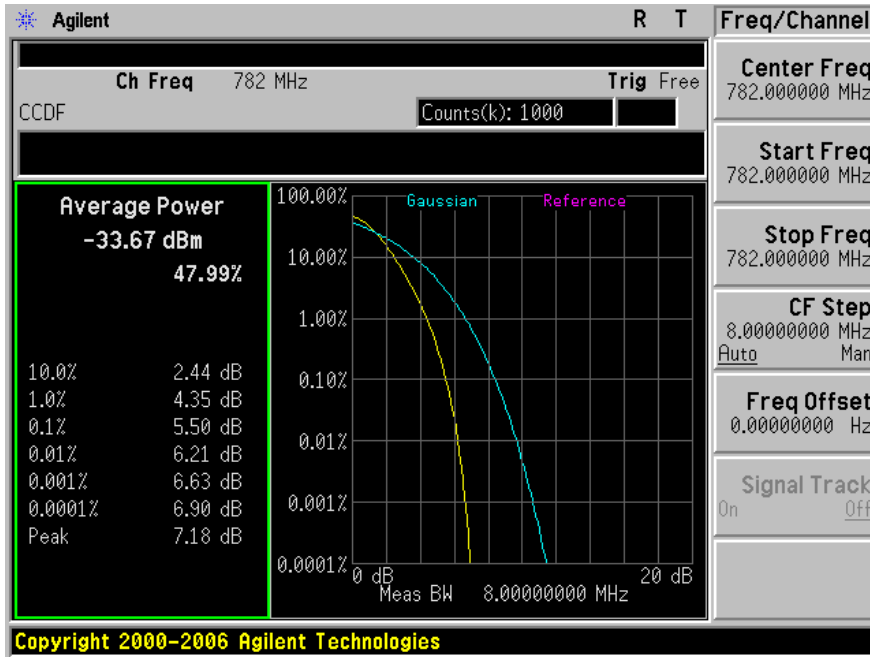 Agilent R T
Freq/Channel
Ch Freq 782 MHz Trig Free
CCDF Counts(k): 1000
Average Power
-33.67 dBm
47.99%
10.0% 2.44 dB
1.0% 4.35 dB
0.1% 5.50 dB
0.01% 6.21 dB
0.001% 6.63 dB
0.0001% 6.90 dB
Peak 7.18 dB
Gaussian Reference
100.00%
10.00%
1.00%
0.10%
0.01%
0.001%
0.0001%
0 dB 20 dB
Meas BW 8.00000000 MHz
Center Freq
782.000000 MHz
Start Freq
782.000000 MHz
Stop Freq
782.000000 MHz
CF Step
8.00000000 MHz
Auto Man
Freq Offset
0.00000000 Hz
Signal Track
On Off
Copyright 2000-2006 Agilent Technologies